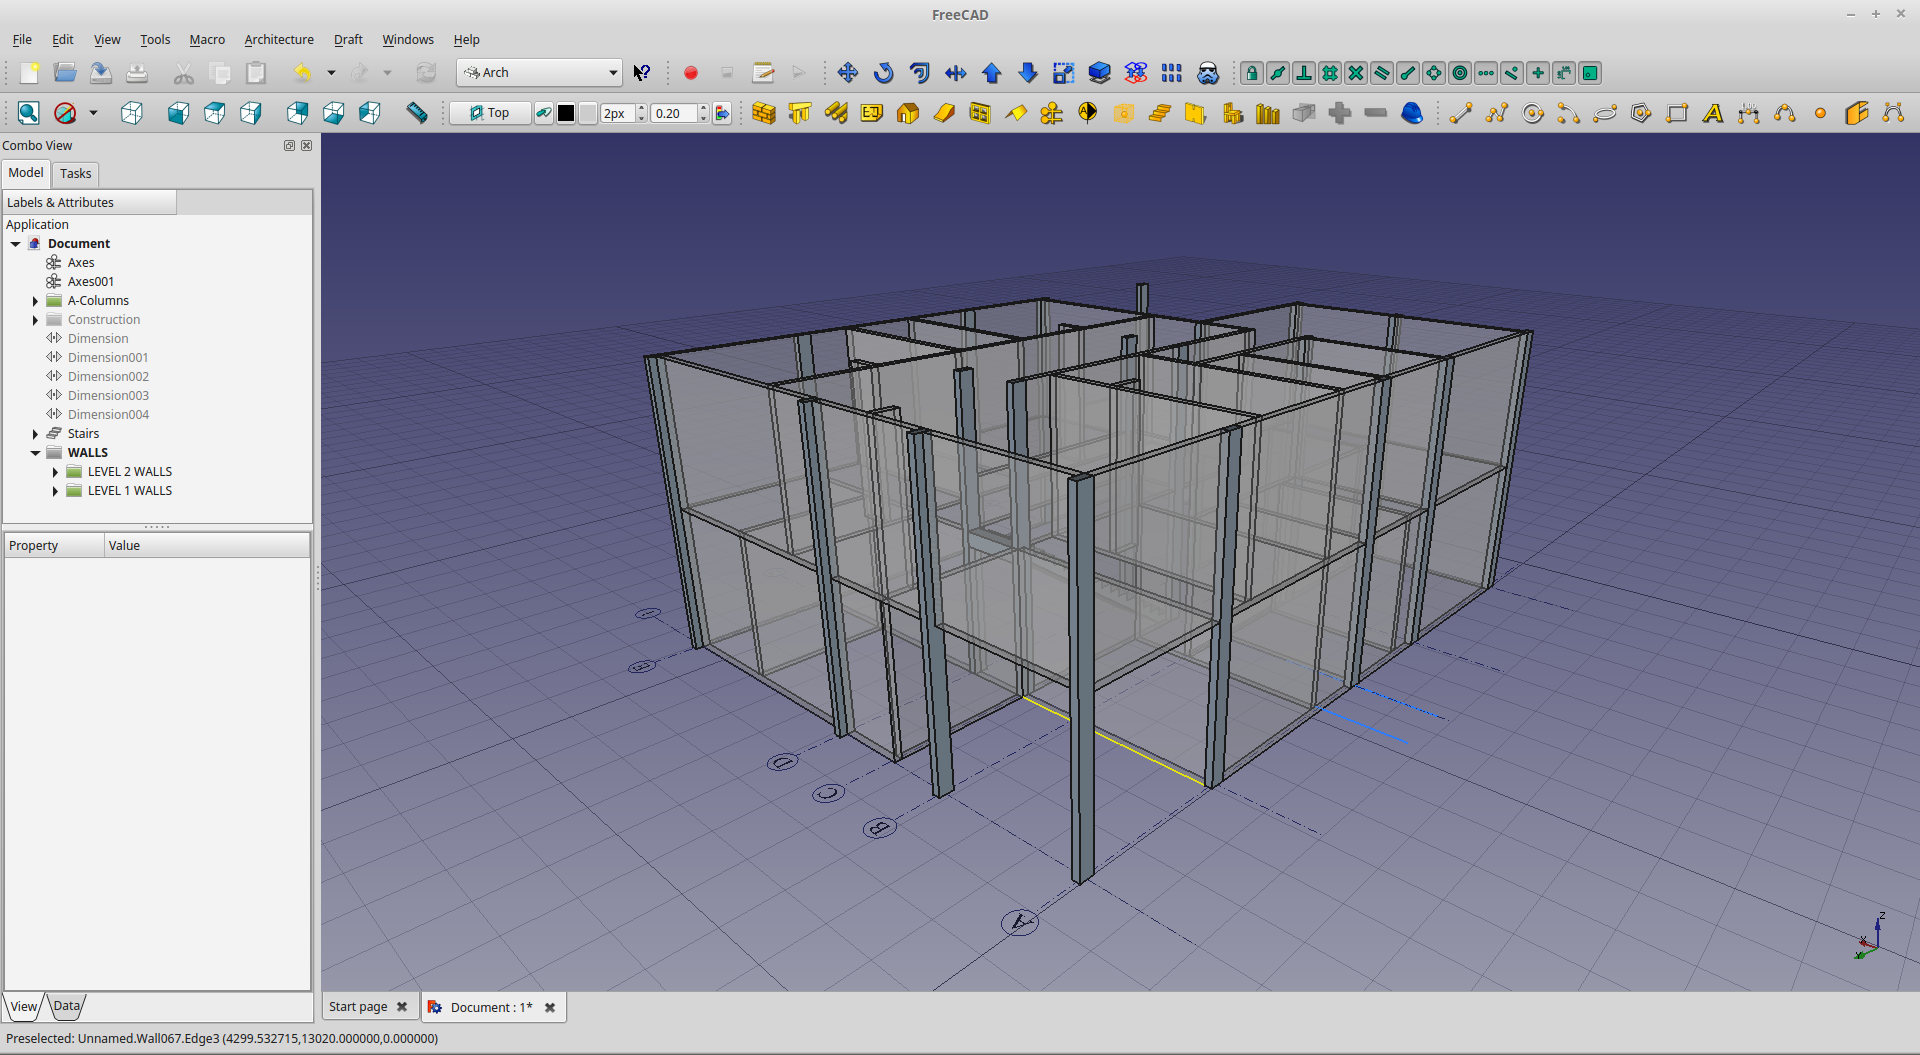 FreeCAD
File Edit View Tools Macro Architecture Draft Windows Help
Arch
Top 2px 0.20
Combo View
Model Tasks
Labels & Attributes
Application
Document
Axes
Axes001
A-Columns
Construction
Dimension
Dimension001
Dimension002
Dimension003
Dimension004
Stairs
WALLS
LEVEL 2 WALLS
LEVEL 1 WALLS
Property Value
D
C
B
A
Z
View Data
Start page Document : 1*
Preselected: Unnamed.Wall067.Edge3 (4299.532715,13020.000000,0.000000)